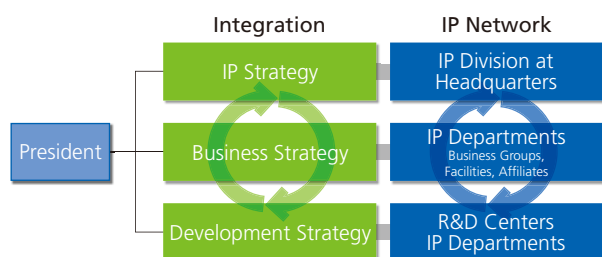 Integration
IP Network
President
IP Strategy
IP Division at
Headquarters
Business Strategy
IP Departments
Business Groups,
Facilities, Affiliates
Development Strategy
R&D Centers
IP Departments